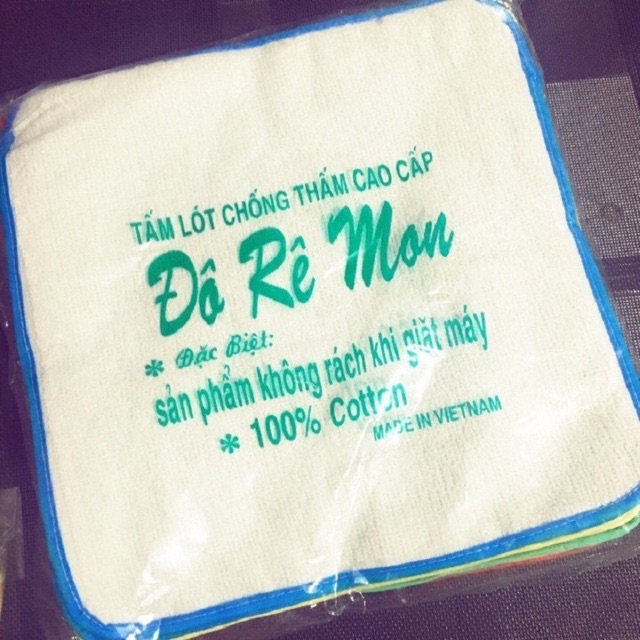 TẤM LÓT CHỐNG THẤM CAO CẤP
Đô Rê Mon
* Đặc Biệt:
sản phẩm không rách khi giặt máy
* 100% Cotton
MADE IN VIETNAM